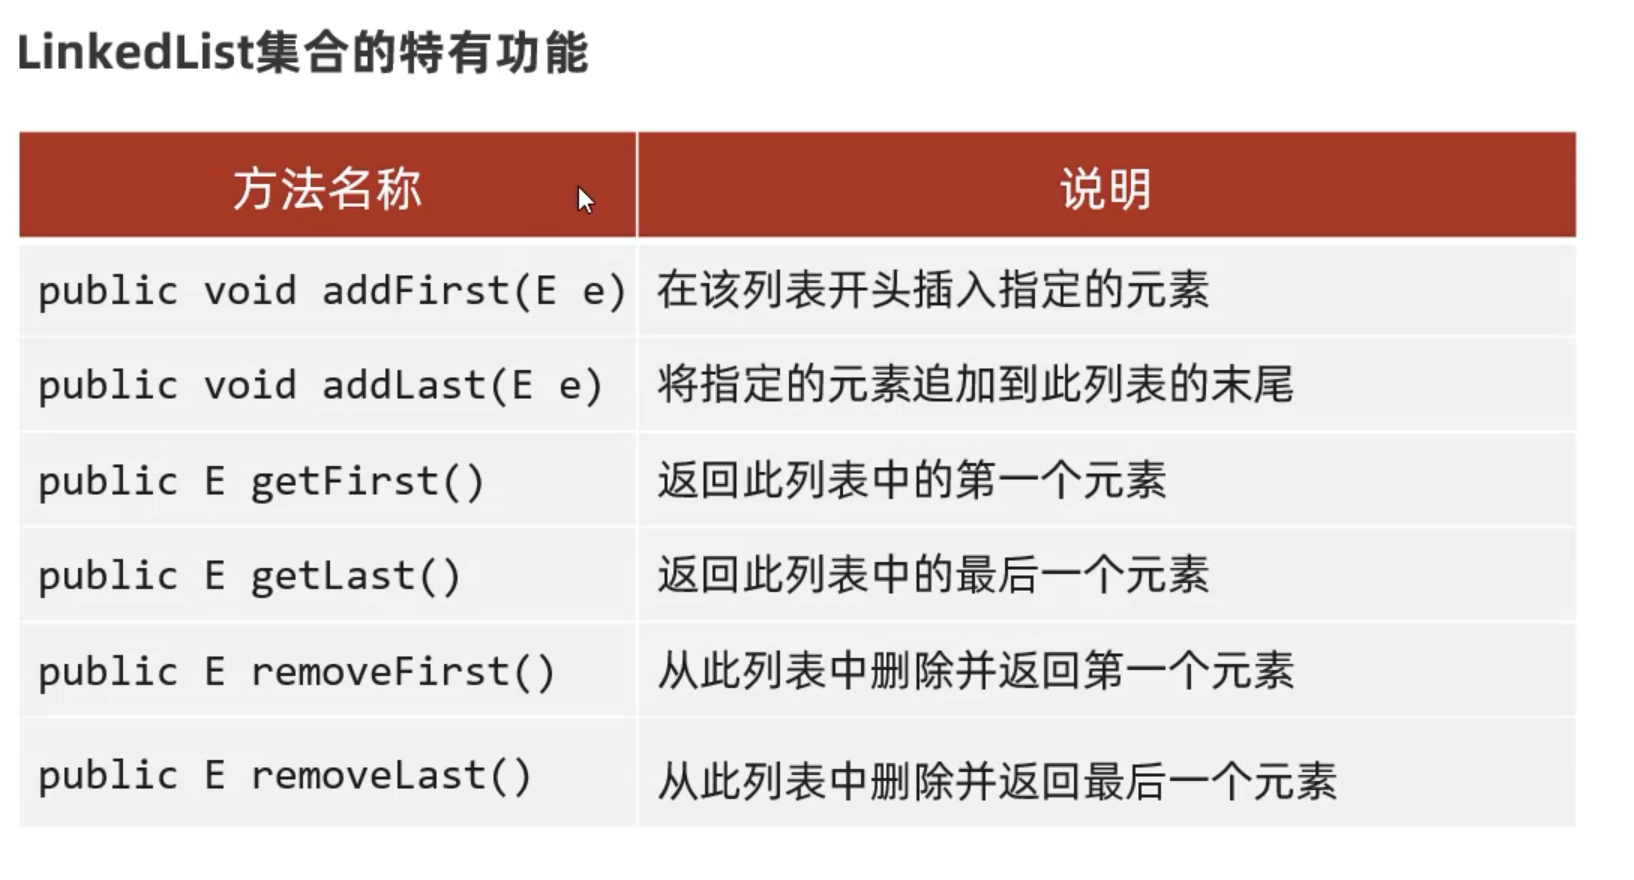 LinkedList集合的特有功能
方法名称 说明
public void addFirst(E e) 在该列表开头插入指定的元素
public void addLast(E e) 将指定的元素追加到此列表的末尾
public E getFirst() 返回此列表中的第一个元素
public E getLast() 返回此列表中的最后一个元素
public E removeFirst() 从此列表中删除并返回第一个元素
public E removeLast() 从此列表中删除并返回最后一个元素